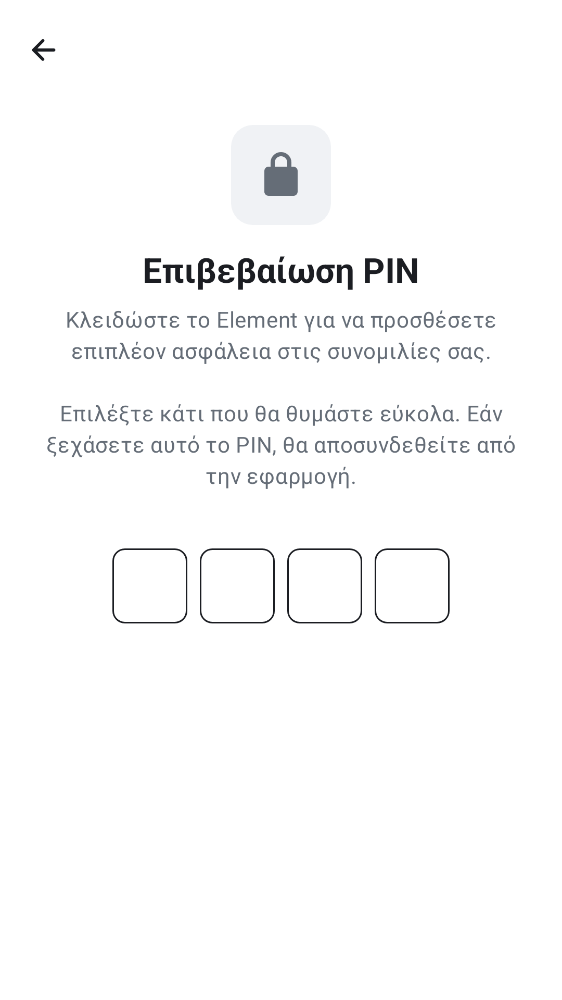 Επιβεβαίωση PIN
Κλειδώστε το Element για να προσθέσετε
επιπλέον ασφάλεια στις συνομιλίες σας.
Επιλέξτε κάτι που θα θυμάστε εύκολα. Εάν
ξεχάσετε αυτό το PIN, θα αποσυνδεθείτε από
την εφαρμογή.